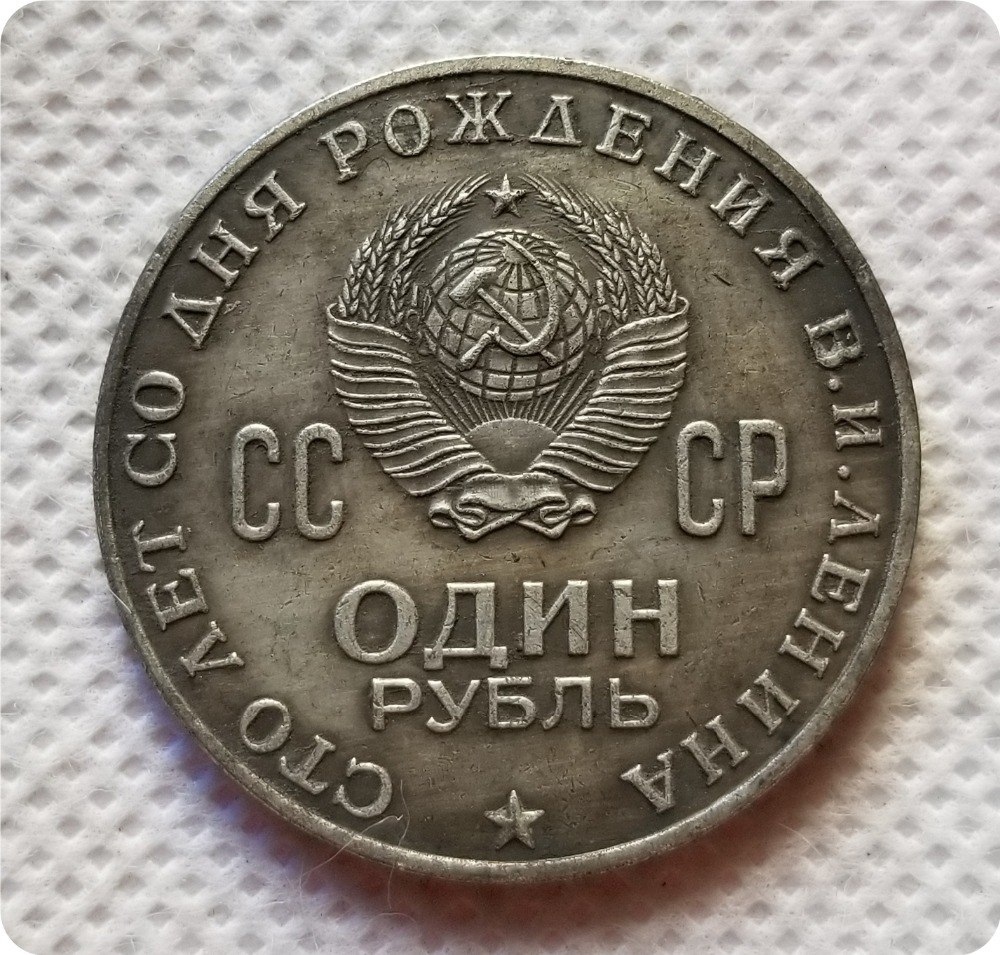 СТО ЛЕТ СО ДНЯ РОЖДЕНИЯ В.И.ЛЕНИНА
СС СР
ОДИН
РУБЛЬ